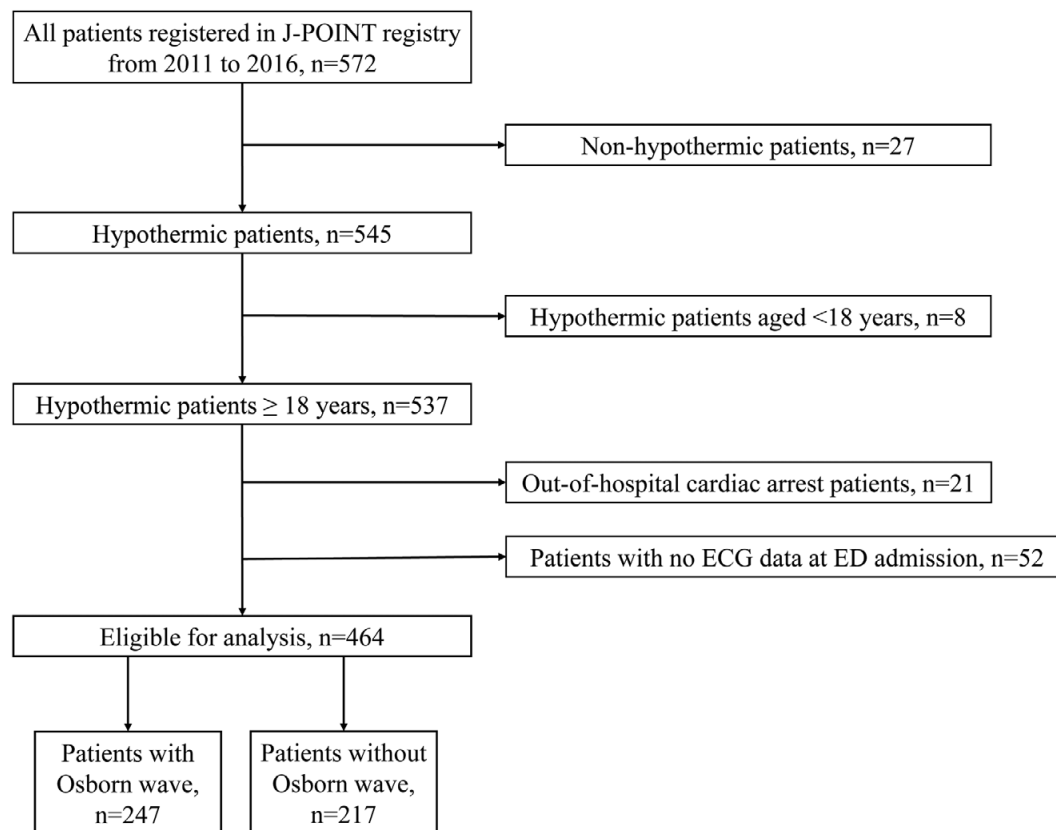 All patients registered in J-POINT registry
from 2011 to 2016, n=572
Non-hypothermic patients, n=27
Hypothermic patients, n=545
Hypothermic patients aged <18 years, n=8
Hypothermic patients ≥ 18 years, n=537
Out-of-hospital cardiac arrest patients, n=21
Patients with no ECG data at ED admission, n=52
Eligible for analysis, n=464
Patients with
Osborn wave,
n=247
Patients without
Osborn wave,
n=217